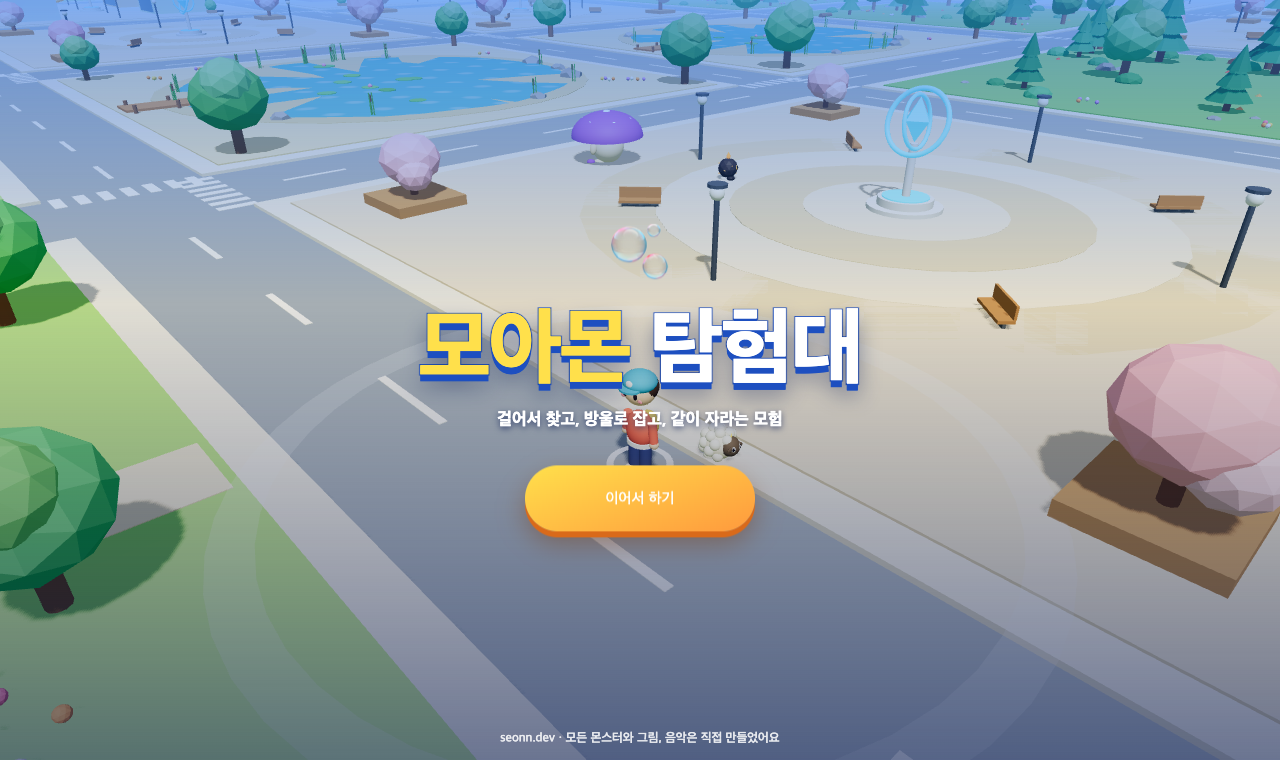 모아몬 탐험대
걸어서 찾고, 방울로 잡고, 같이 자라는 모험
이어서 하기
seonn.dev · 모든 몬스터와 그림, 음악은 직접 만들었어요